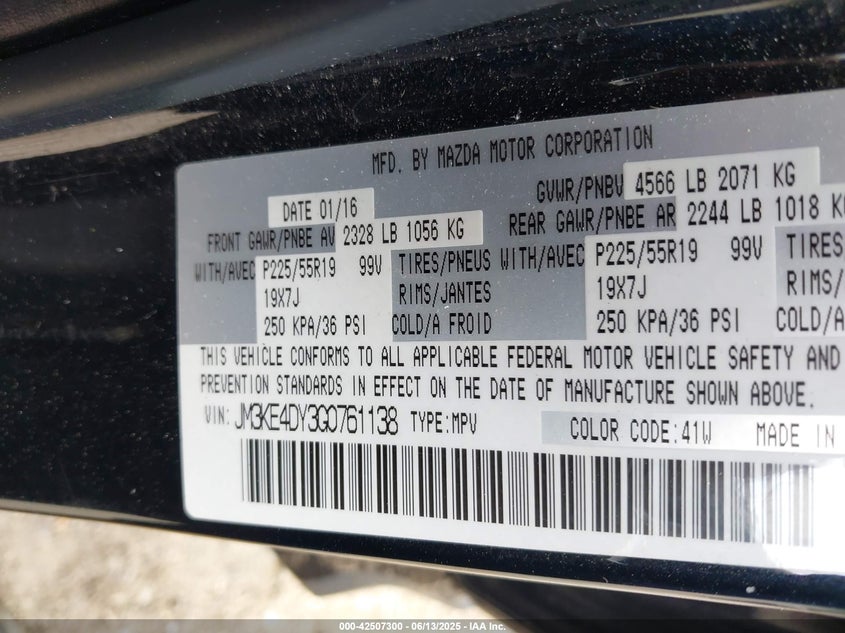 MFD. BY MAZDA MOTOR CORPORATION
DATE 01/16 GVWR/PNBV 4566 LB 2071 KG
FRONT GAWR/PNBE AV 2328 LB 1056 KG REAR GAWR/PNBE AR 2244 LB 1018 KG
WITH/AVEC P225/55R19 99V TIRES/PNEUS WITH/AVEC P225/55R19 99V TIRES
19X7J RIMS/JANTES 19X7J RIMS/
250 KPA/36 PSI COLD/A FROID 250 KPA/36 PSI COLD/A
THIS VEHICLE CONFORMS TO ALL APPLICABLE FEDERAL MOTOR VEHICLE SAFETY AND
PREVENTION STANDARDS IN EFFECT ON THE DATE OF MANUFACTURE SHOWN ABOVE.
VIN: JM3KE4DY3G0761138 TYPE:MPV COLOR CODE:41W MADE IN
000-42507300 - 06/13/2025 - IAA Inc.